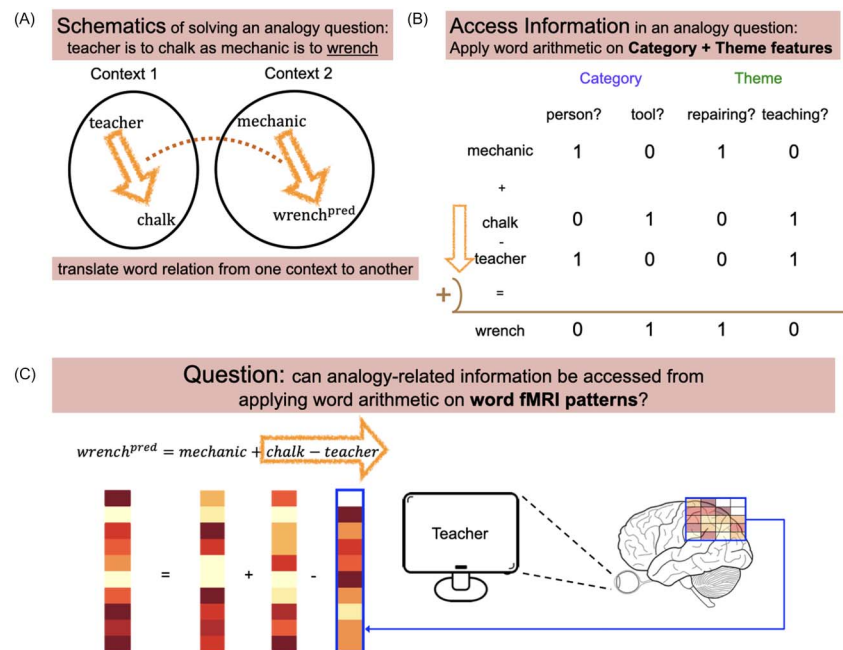 (A)
Schematics of solving an analogy question:
teacher is to chalk as mechanic is to wrench
Context 1
Context 2
teacher
mechanic
chalk
wrench^pred
translate word relation from one context to another
(B)
Access Information in an analogy question:
Apply word arithmetic on Category + Theme features
Category Theme
person? tool? repairing? teaching?
mechanic 1 0 1 0
+
chalk 0 1 0 1
-
teacher 1 0 0 1
+ =
wrench 0 1 1 0
(C)
Question: can analogy-related information be accessed from
applying word arithmetic on word fMRI patterns?
wrench^pred = mechanic + chalk − teacher
= + -
Teacher